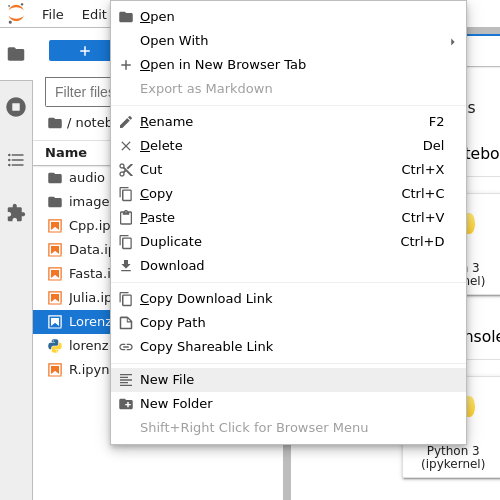 File Edit
Filter files
/ noteb
Name
audio
image
Cpp.ip
Data.ip
Fasta.i
Julia.ip
Lorenz
lorenz
R.ipyn
Open
Open With
Open in New Browser Tab
Export as Markdown
Rename F2
Delete Del
Cut Ctrl+X
Copy Ctrl+C
Paste Ctrl+V
Duplicate Ctrl+D
Download
Copy Download Link
Copy Path
Copy Shareable Link
New File
New Folder
Shift+Right Click for Browser Menu
s
tebo
3
nel)
nsole
Python 3
(ipykernel)